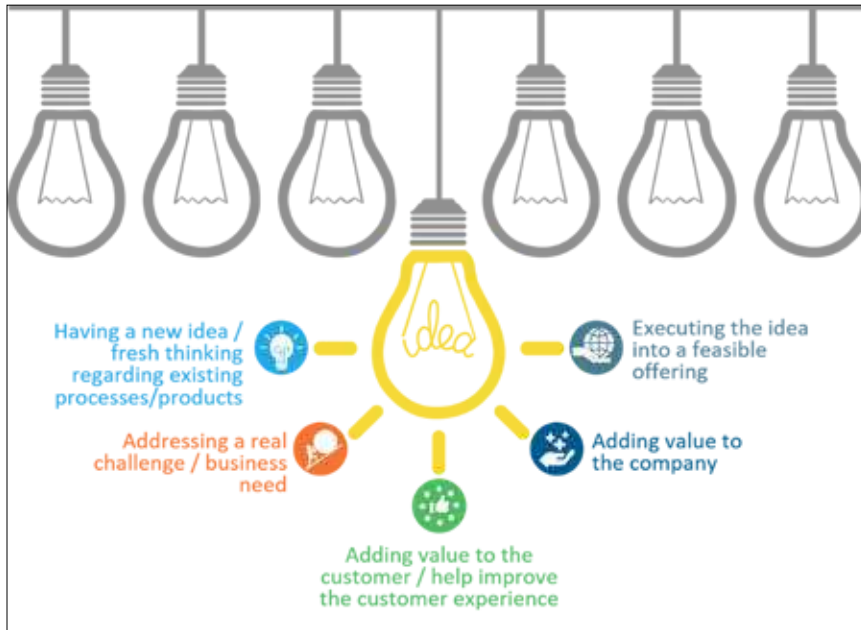 idea
Having a new idea /
fresh thinking
regarding existing
processes/products
Executing the idea
into a feasible
offering
Addressing a real
challenge / business
need
Adding value to
the company
Adding value to the
customer / help improve
the customer experience